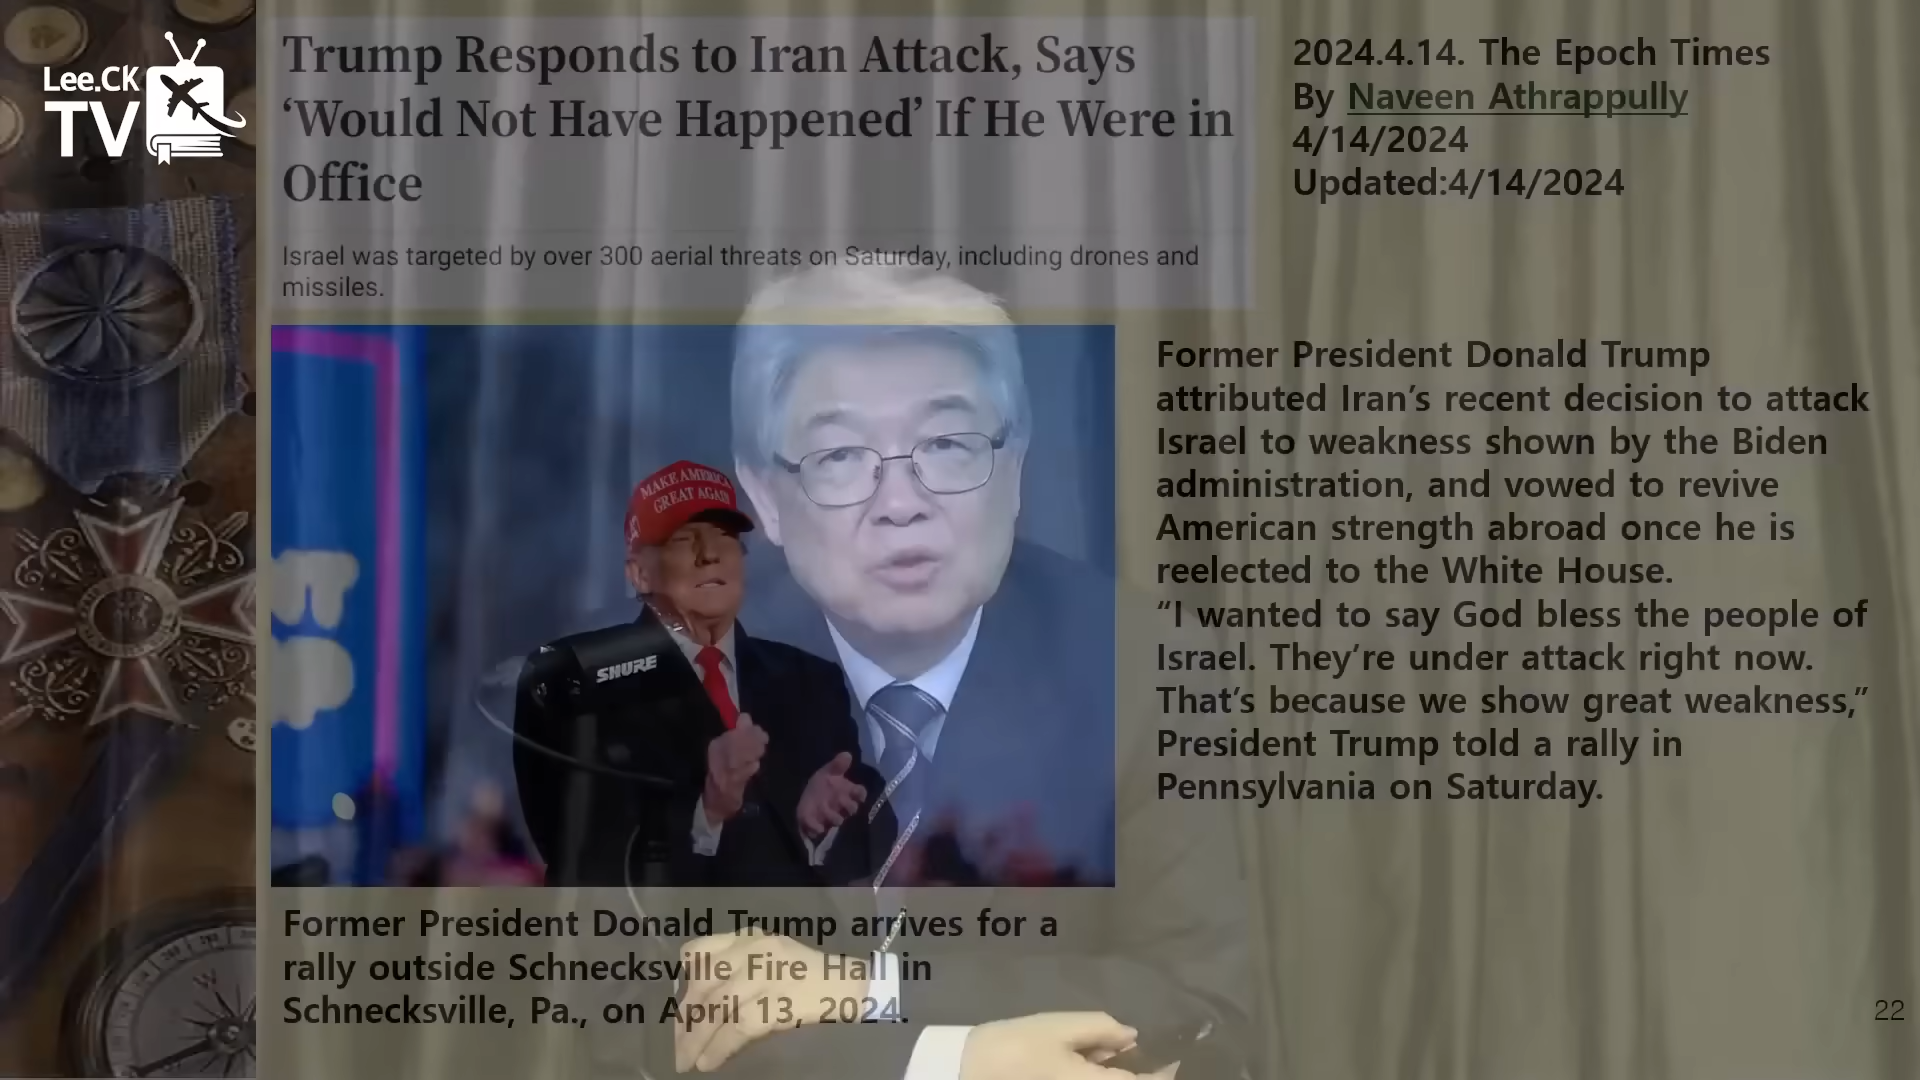 Lee.CK
TV
Trump Responds to Iran Attack, Says
‘Would Not Have Happened’ If He Were in
Office
Israel was targeted by over 300 aerial threats on Saturday, including drones and
missiles.
2024.4.14. The Epoch Times
By Naveen Athrappully
4/14/2024
Updated:4/14/2024
MAKE AMERICA
GREAT AGAIN
SHURE
Former President Donald Trump
attributed Iran’s recent decision to attack
Israel to weakness shown by the Biden
administration, and vowed to revive
American strength abroad once he is
reelected to the White House.
“I wanted to say God bless the people of
Israel. They’re under attack right now.
That’s because we show great weakness,”
President Trump told a rally in
Pennsylvania on Saturday.
Former President Donald Trump arrives for a
rally outside Schnecksville Fire Hall in
Schnecksville, Pa., on April 13, 2024.
W
22